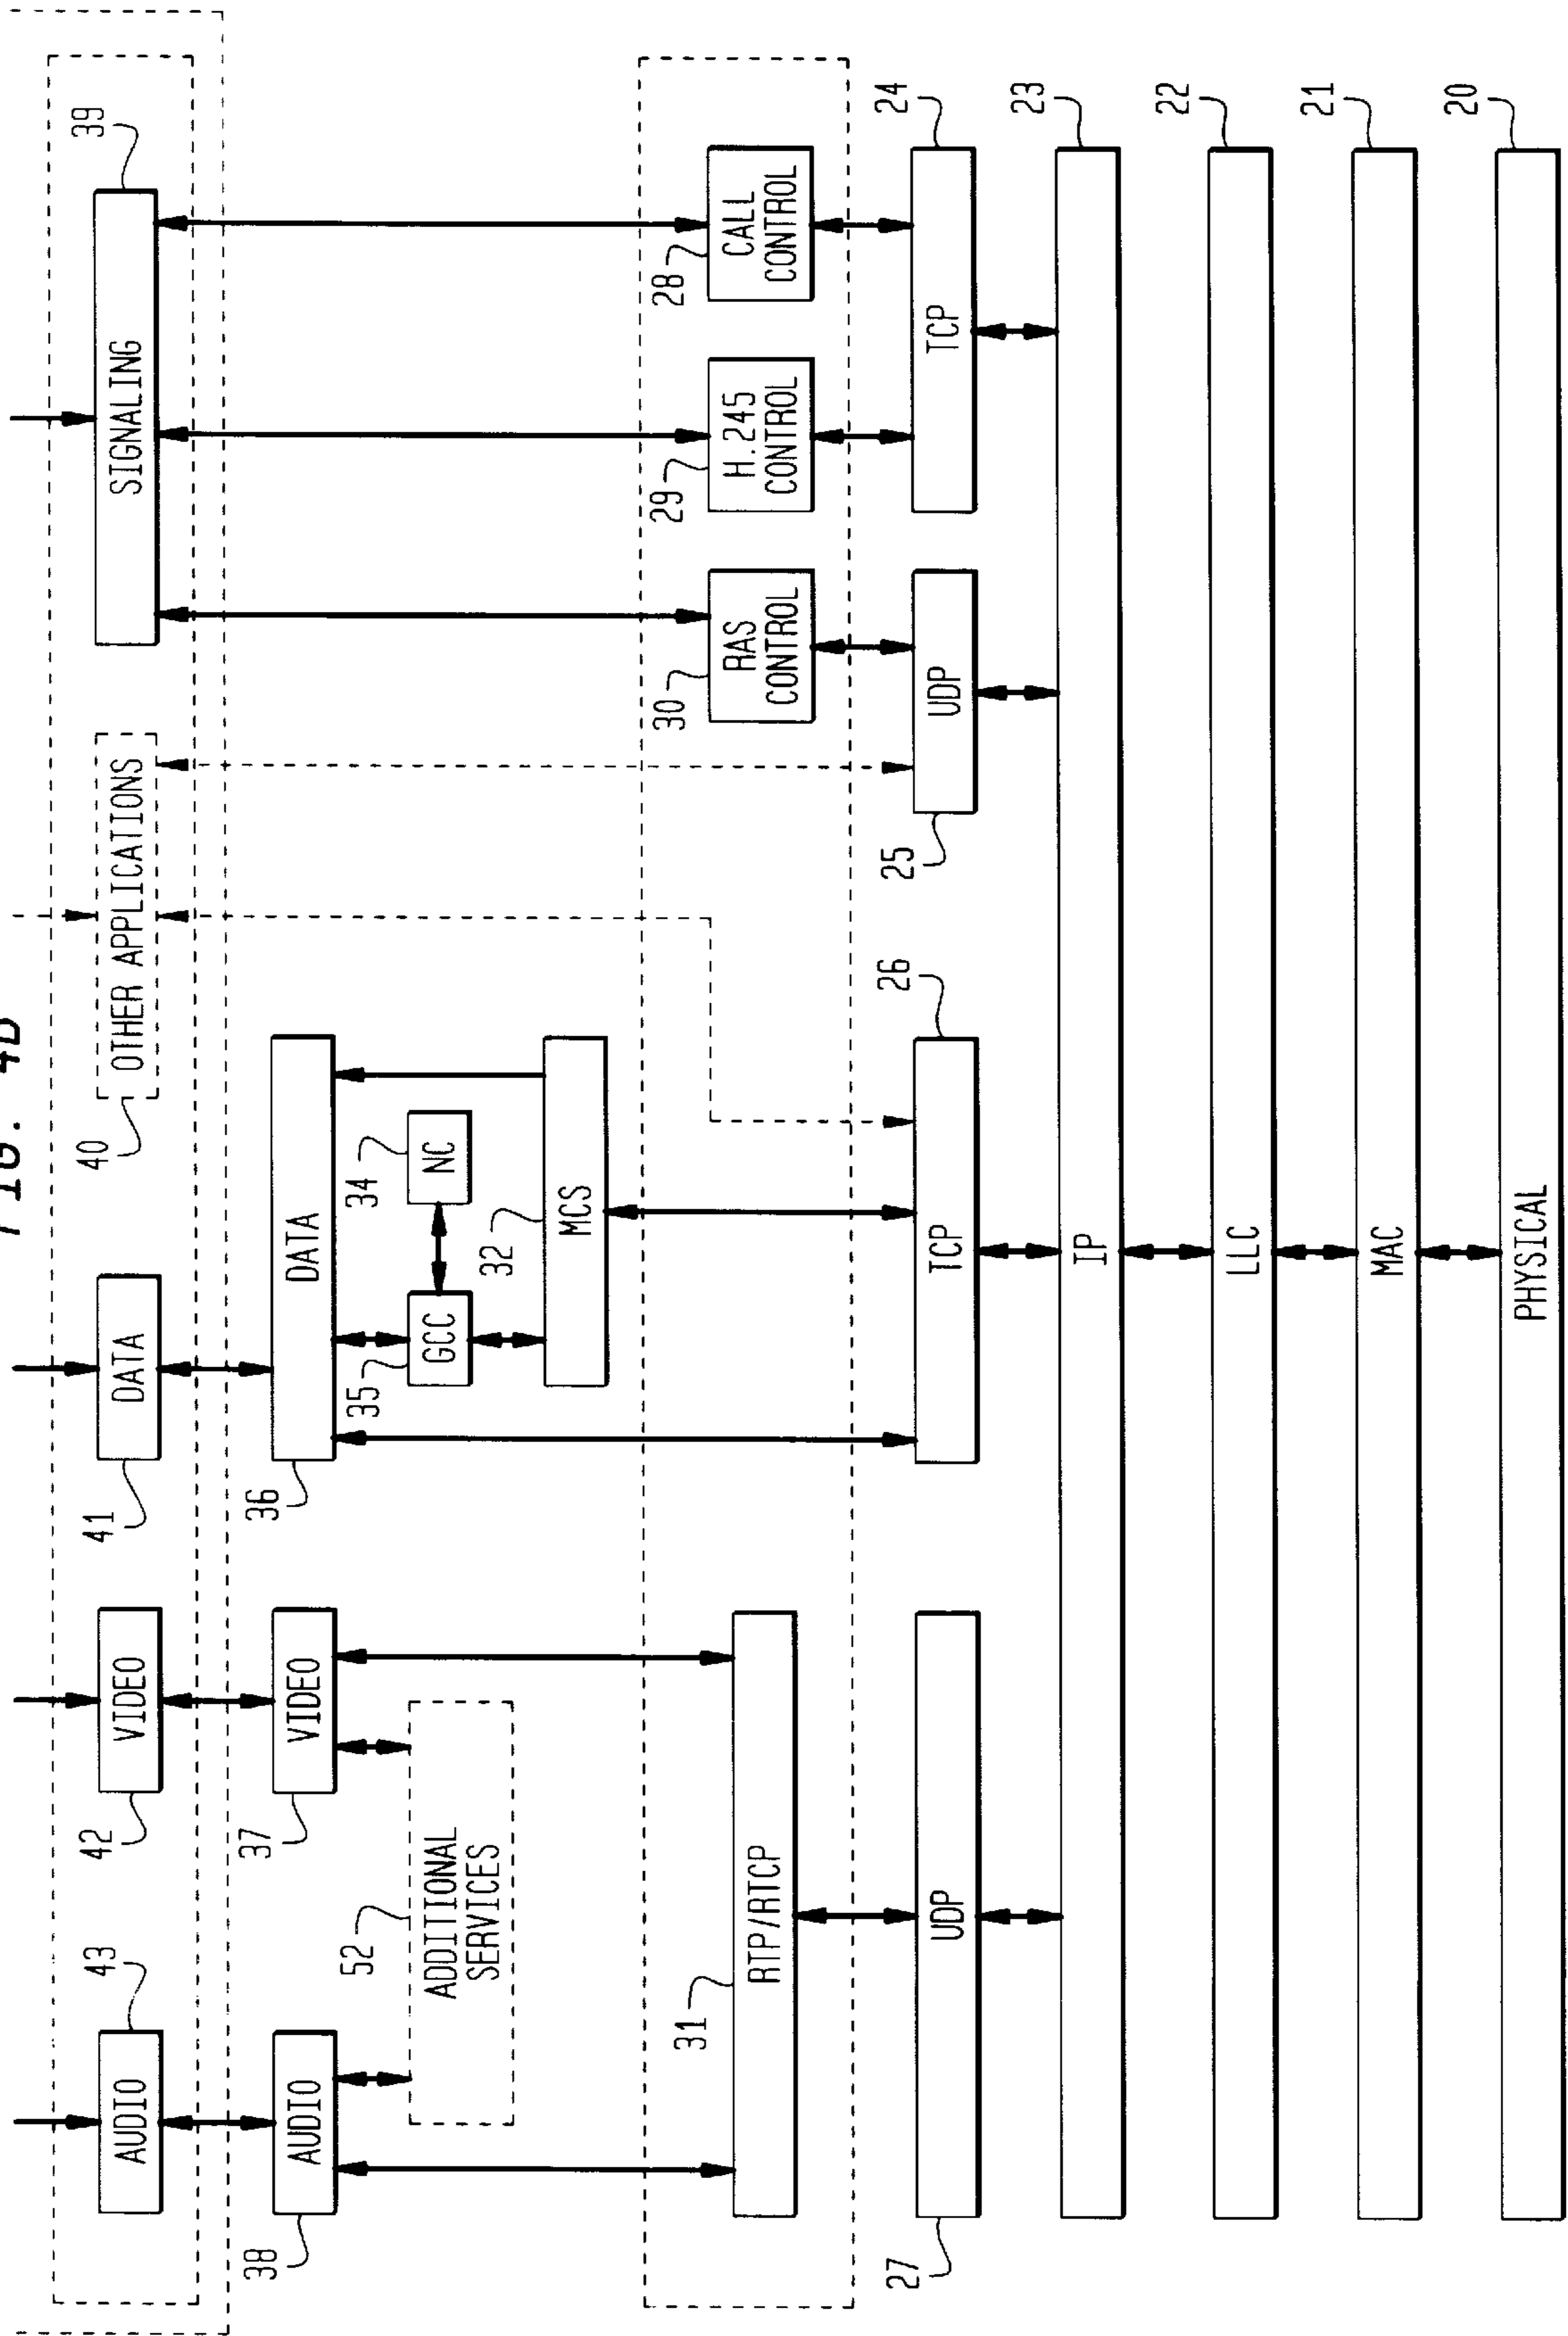 FIG.
43
42
41
40
39
AUDIO
VIDEO
DATA
OTHER APPLICATIONS
SIGNALING
38
37
36
AUDIO
VIDEO
DATA
52
35
34
ADDITIONAL
SERVICES
GCC
NC
32
MCS
31
30
29
28
RTP/RTCP
RAS
CONTROL
H.245
CONTROL
CALL
CONTROL
27
26
25
24
UDP
TCP
UDP
TCP
23
IP
22
LLC
21
MAC
20
PHYSICAL